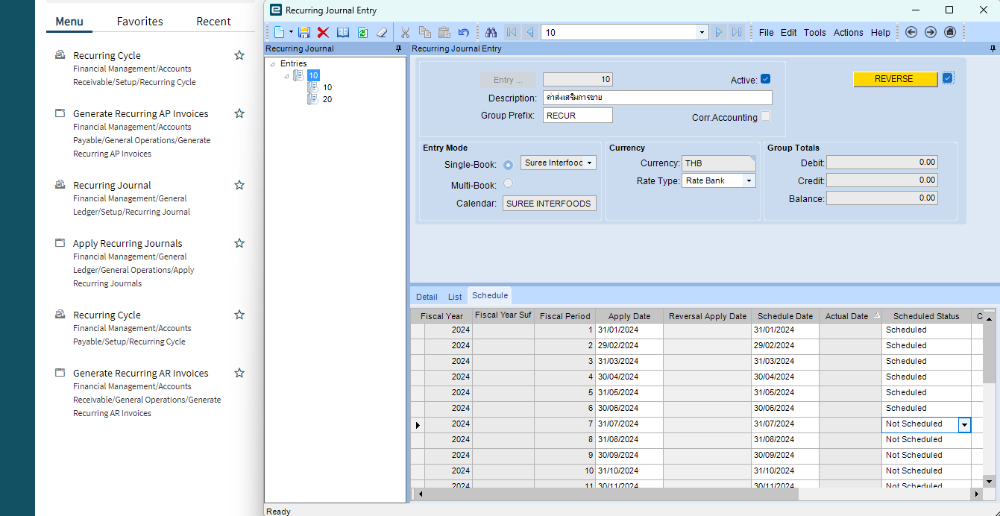 Menu Favorites Recent
Recurring Cycle
Financial Management/Accounts
Receivable/Setup/Recurring Cycle
Generate Recurring AP Invoices
Financial Management/Accounts
Payable/General Operations/Generate
Recurring AP Invoices
Recurring Journal
Financial Management/General
Ledger/Setup/Recurring Journal
Apply Recurring Journals
Financial Management/General
Ledger/General Operations/Apply
Recurring Journals
Recurring Cycle
Financial Management/Accounts
Payable/Setup/Recurring Cycle
Generate Recurring AR Invoices
Financial Management/Accounts
Receivable/General Operations/Generate
Recurring AR Invoices
Recurring Journal Entry
10 File Edit Tools Actions Help
Recurring Journal
Entries
10
10
20
Recurring Journal Entry
Entry ... 10 Active: REVERSE
Description: ค่าส่งเสริมการขาย
Group Prefix: RECUR Corr.Accounting
Entry Mode
Single-Book: Suree Interfood
Multi-Book:
Calendar: SUREE INTERFOODS
Currency
Currency: THB
Rate Type: Rate Bank
Group Totals
Debit: 0.00
Credit: 0.00
Balance: 0.00
Detail List Schedule
Fiscal Year Fiscal Year Suf Fiscal Period Apply Date Reversal Apply Date Schedule Date Actual Date Scheduled Status C
2024 1 31/01/2024 31/01/2024 Scheduled
2024 2 29/02/2024 29/02/2024 Scheduled
2024 3 31/03/2024 31/03/2024 Scheduled
2024 4 30/04/2024 30/04/2024 Scheduled
2024 5 31/05/2024 31/05/2024 Scheduled
2024 6 30/06/2024 30/06/2024 Scheduled
2024 7 31/07/2024 31/07/2024 Not Scheduled
2024 8 31/08/2024 31/08/2024 Not Scheduled
2024 9 30/09/2024 30/09/2024 Not Scheduled
2024 10 31/10/2024 31/10/2024 Not Scheduled
2024 11 30/11/2024 30/11/2024 Not Scheduled
Ready